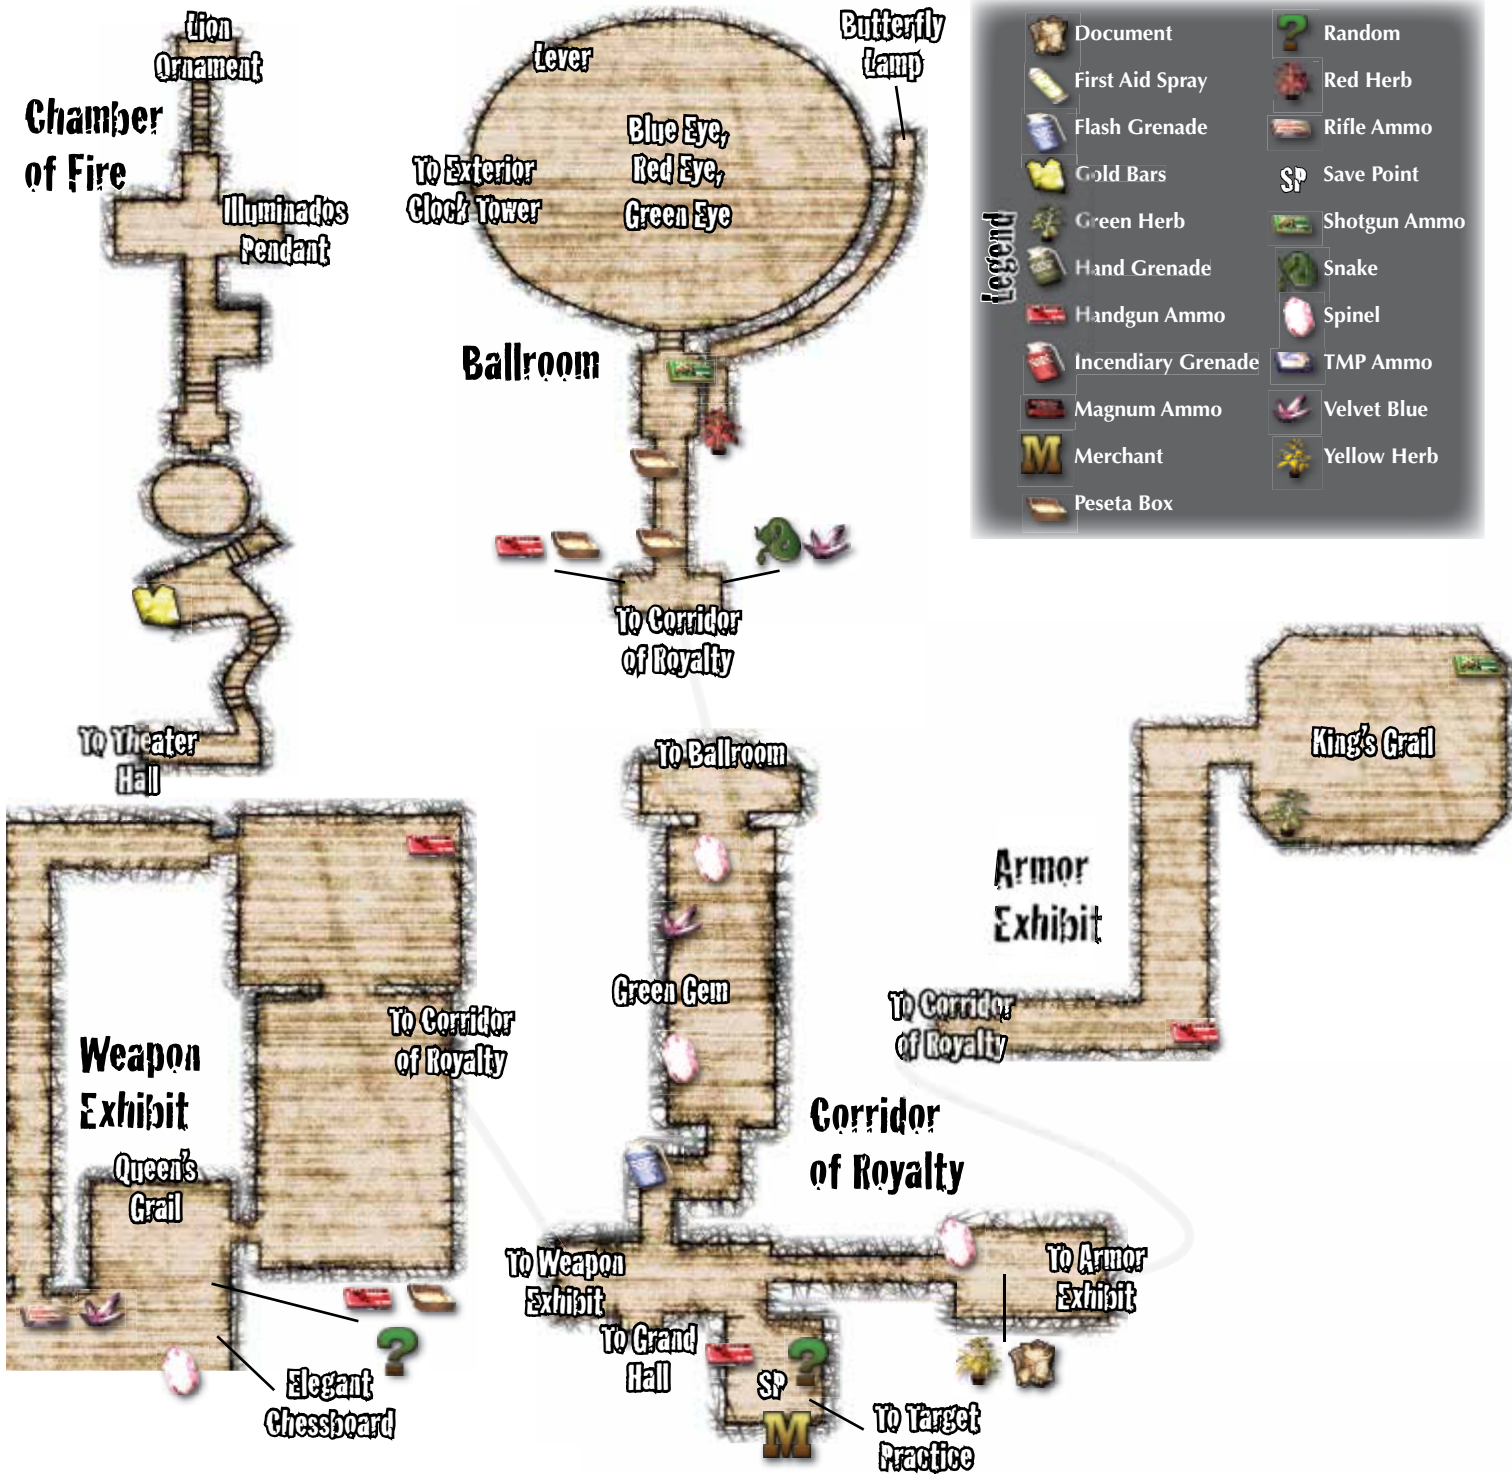 Lion
Ornament
Chamber
of Fire
Illuminados
Pendant
To Theater
Hall
Lever
Butterfly
Lamp
Blue Eye,
Red Eye,
Green Eye
To Exterior
Clock Tower
Ballroom
To Corridor
of Royalty
Legend
Document
First Aid Spray
Flash Grenade
Gold Bars
Green Herb
Hand Grenade
Handgun Ammo
Incendiary Grenade
Magnum Ammo
M
Merchant
Peseta Box
?
Random
Red Herb
Rifle Ammo
SP
Save Point
Shotgun Ammo
Snake
Spinel
TMP Ammo
Velvet Blue
Yellow Herb
Weapon
Exhibit
To Corridor
of Royalty
Queen's
Grail
?
Elegant
Chessboard
To Ballroom
Green Gem
Corridor
of Royalty
To Weapon
Exhibit
To Grand
Hall
To Armor
Exhibit
?
SP
M
To Target
Practice
King's Grail
Armor
Exhibit
To Corridor
of Royalty